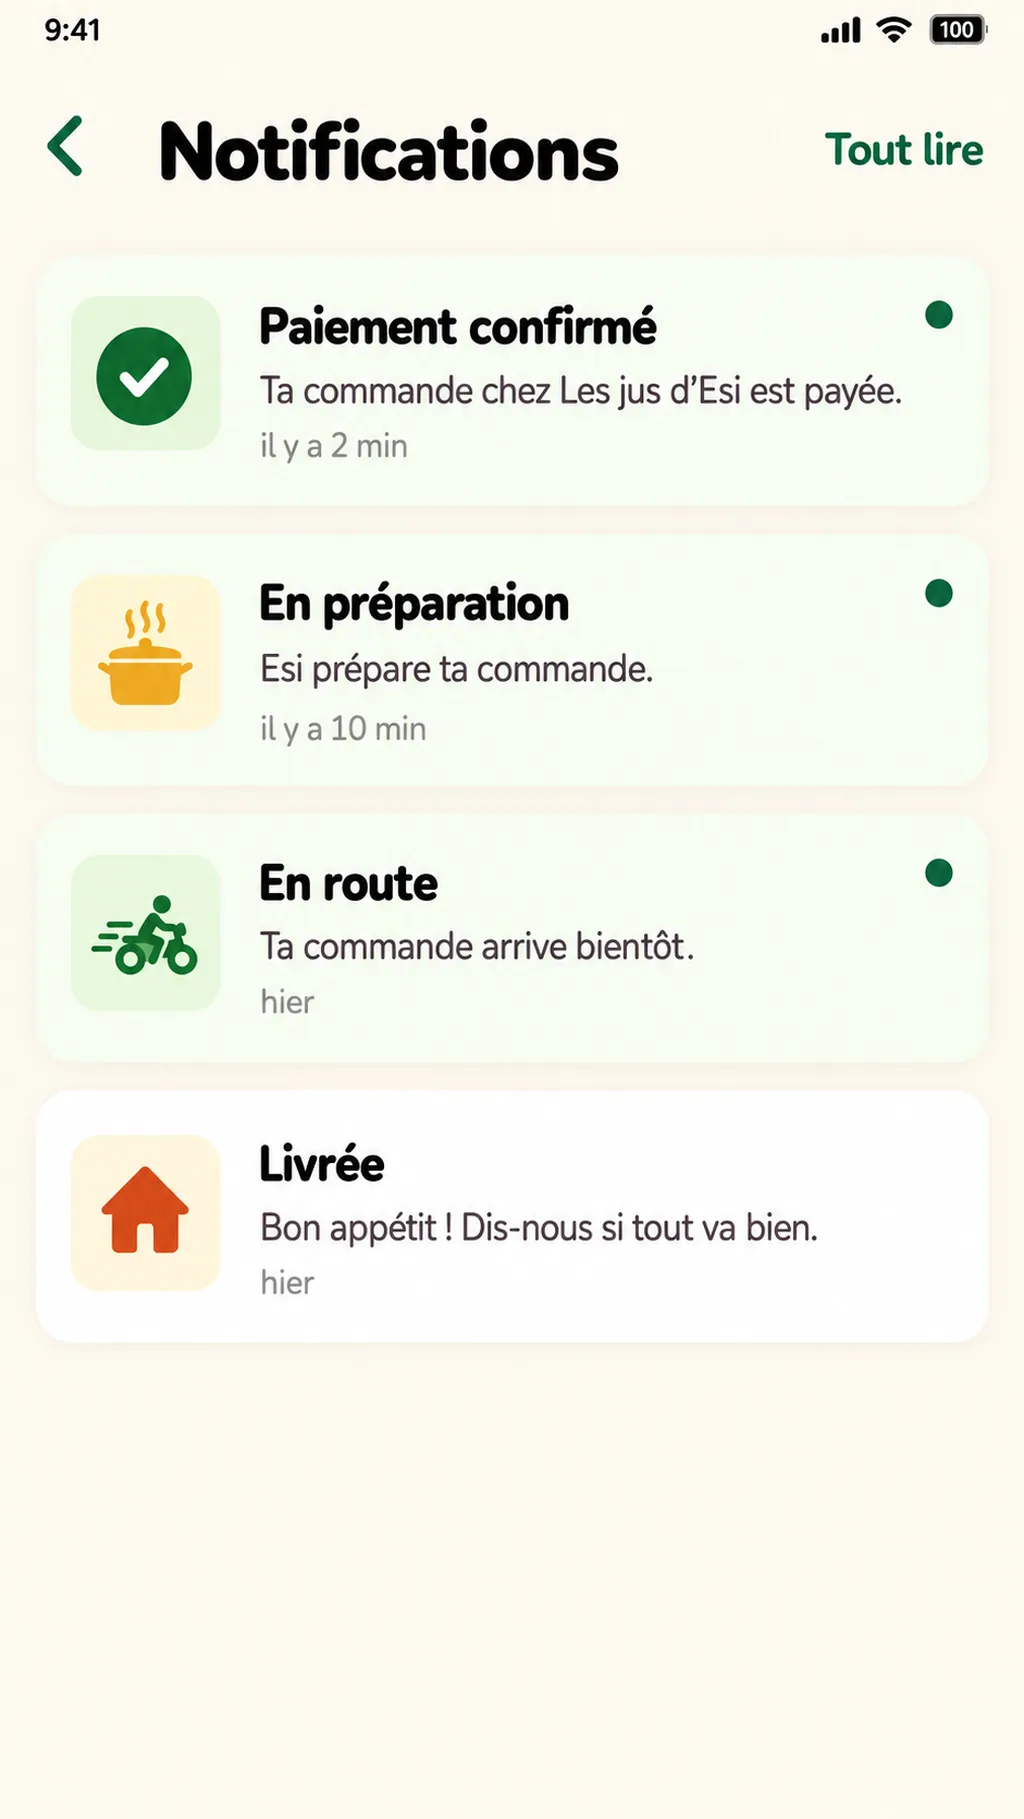 9:41
100
Notifications
Tout lire
Paiement confirmé
Ta commande chez Les jus d’Esi est payée.
il y a 2 min
En préparation
Esi prépare ta commande.
il y a 10 min
En route
Ta commande arrive bientôt.
hier
Livrée
Bon appétit ! Dis-nous si tout va bien.
hier